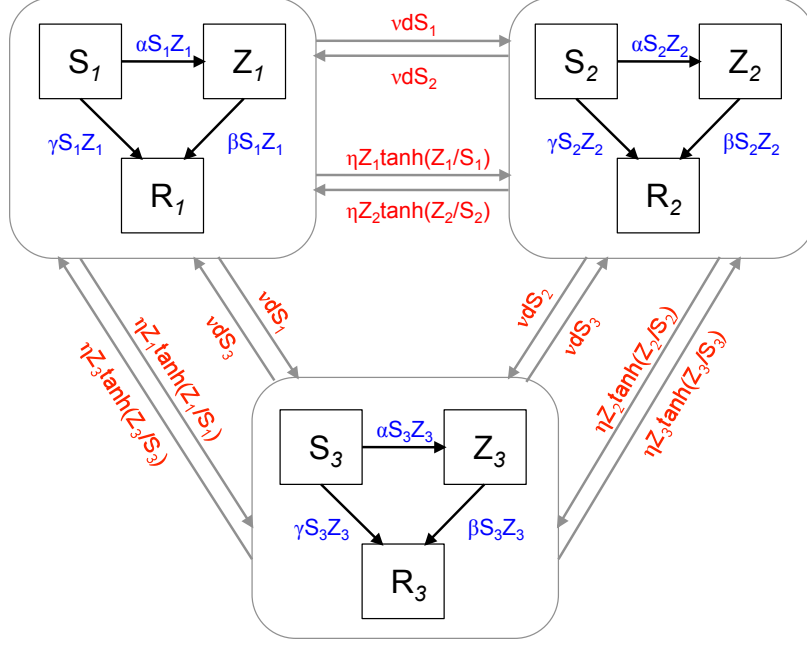 νdS₁
S₁ αS₁Z₁ Z₁
S₂ αS₂Z₂ Z₂
νdS₂
γS₁Z₁ βS₁Z₁
γS₂Z₂ βS₂Z₂
ηZ₁tanh(Z₁/S₁)
R₁
R₂
ηZ₂tanh(Z₂/S₂)
ηZ₃tanh(Z₃/S₃)
ηZ₁tanh(Z₁/S₁)
νdS₃
νdS₁
νdS₂
νdS₃
ηZ₂tanh(Z₂/S₂)
ηZ₃tanh(Z₃/S₃)
S₃ αS₃Z₃ Z₃
γS₃Z₃ βS₃Z₃
R₃